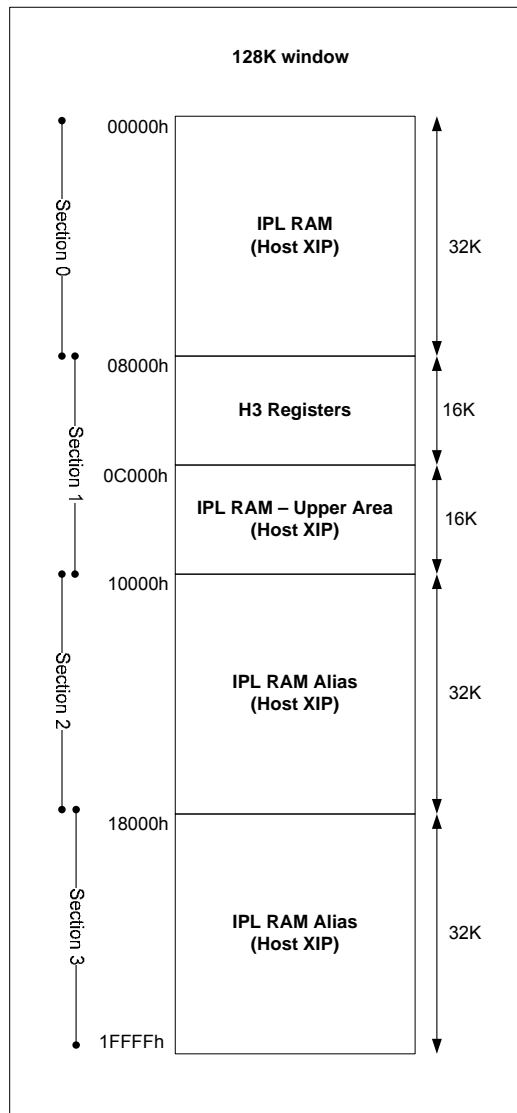 128K window
00000h
Section 0
IPL RAM
(Host XIP)
32K
08000h
Section 1
H3 Registers
16K
0C000h
IPL RAM – Upper Area
(Host XIP)
16K
10000h
Section 2
IPL RAM Alias
(Host XIP)
32K
18000h
Section 3
IPL RAM Alias
(Host XIP)
32K
1FFFFh